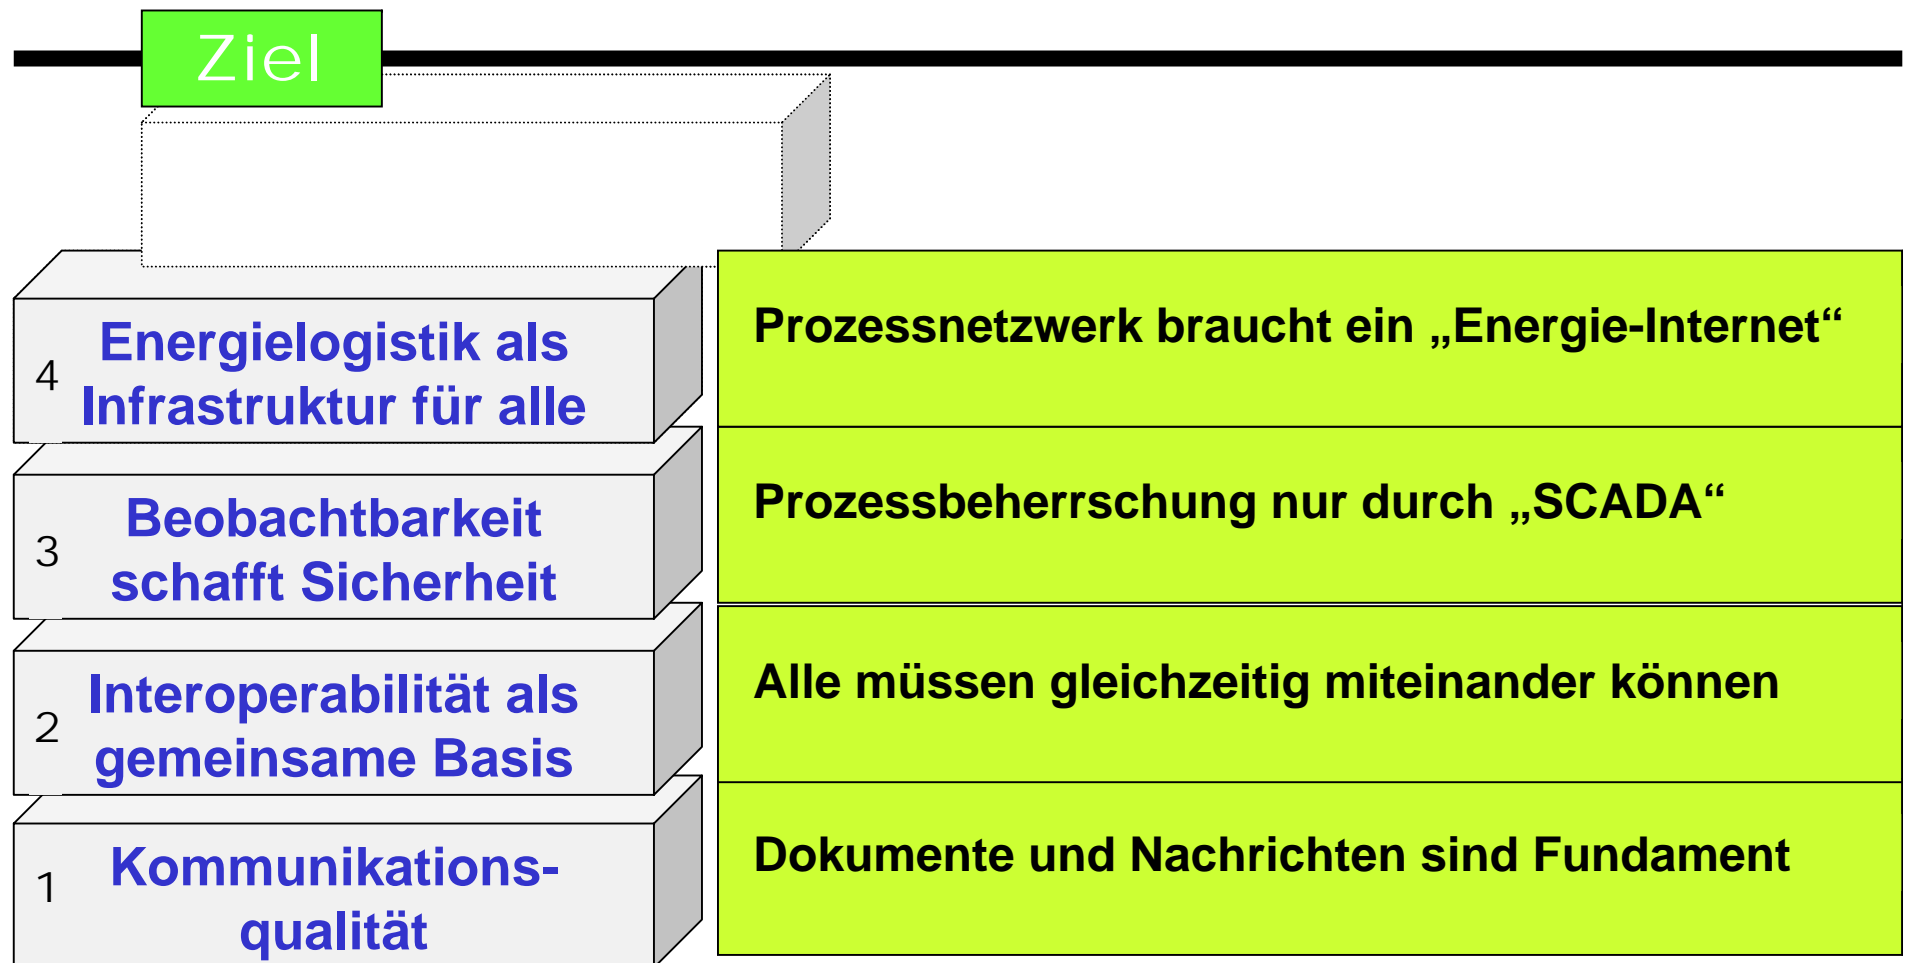 Ziel
4
Energielogistik als
Infrastruktur für alle
Prozessnetzwerk braucht ein „Energie-Internet“
3
Beobachtbarkeit
schafft Sicherheit
Prozessbeherrschung nur durch „SCADA“
2
Interoperabilität als
gemeinsame Basis
Alle müssen gleichzeitig miteinander können
1
Kommunikations-
qualität
Dokumente und Nachrichten sind Fundament